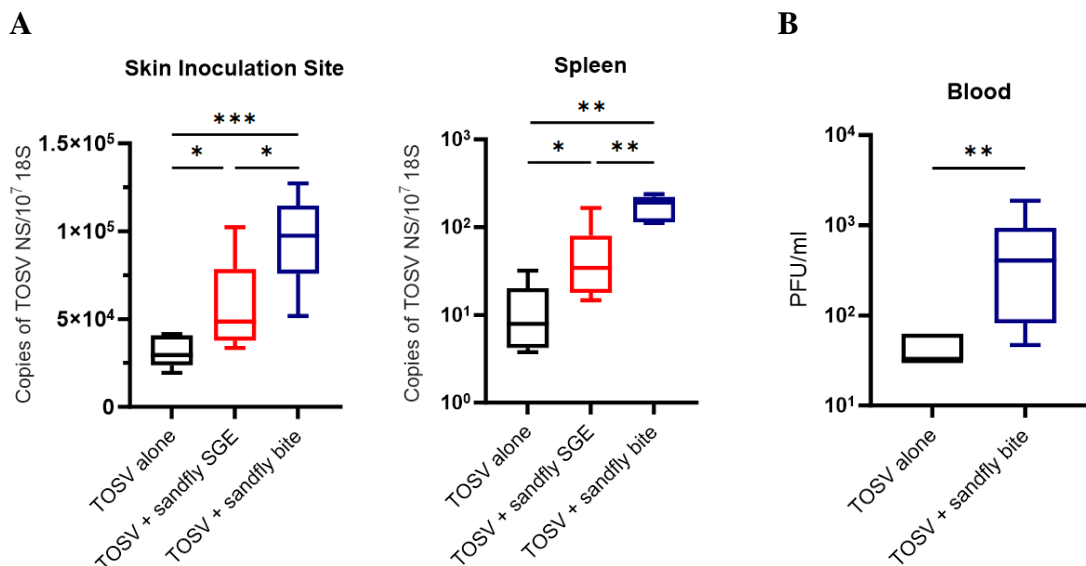 A
B
Skin Inoculation Site
Spleen
Blood
Copies of TOSV NS/10⁷ 18S
1.5×10⁵
1×10⁵
5×10⁴
0
***
*
*
TOSV alone
TOSV + sandfly SGE
TOSV + sandfly bite
Copies of TOSV NS/10⁷ 18S
10³
10²
10¹
10⁰
**
*
**
TOSV alone
TOSV + sandfly SGE
TOSV + sandfly bite
PFU/ml
10⁴
10³
10²
10¹
**
TOSV alone
TOSV + sandfly bite